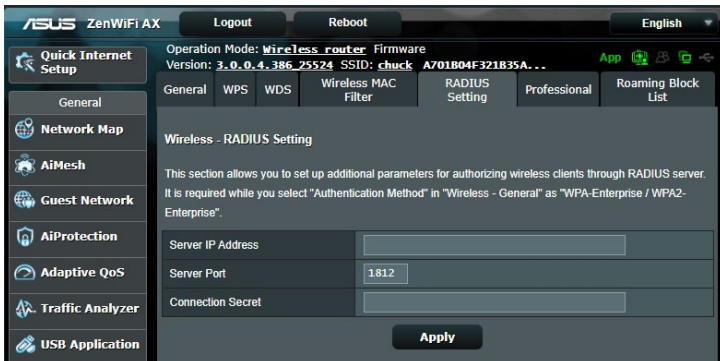 ASUS ZenWiFi AX Logout Reboot English
Quick Internet Setup
Operation Mode: Wireless router Firmware
Version: 3.0.0.4.386_25524 SSID: chuck A701B04F321B35A...
App
General WPS WDS Wireless MAC Filter RADIUS Setting Professional Roaming Block List
General
Network Map
AiMesh
Guest Network
AiProtection
Adaptive QoS
Traffic Analyzer
USB Application
Wireless - RADIUS Setting
This section allows you to set up additional parameters for authorizing wireless clients through RADIUS server.
It is required while you select "Authentication Method" in "Wireless - General" as "WPA-Enterprise / WPA2-
Enterprise".
Server IP Address
Server Port 1812
Connection Secret
Apply